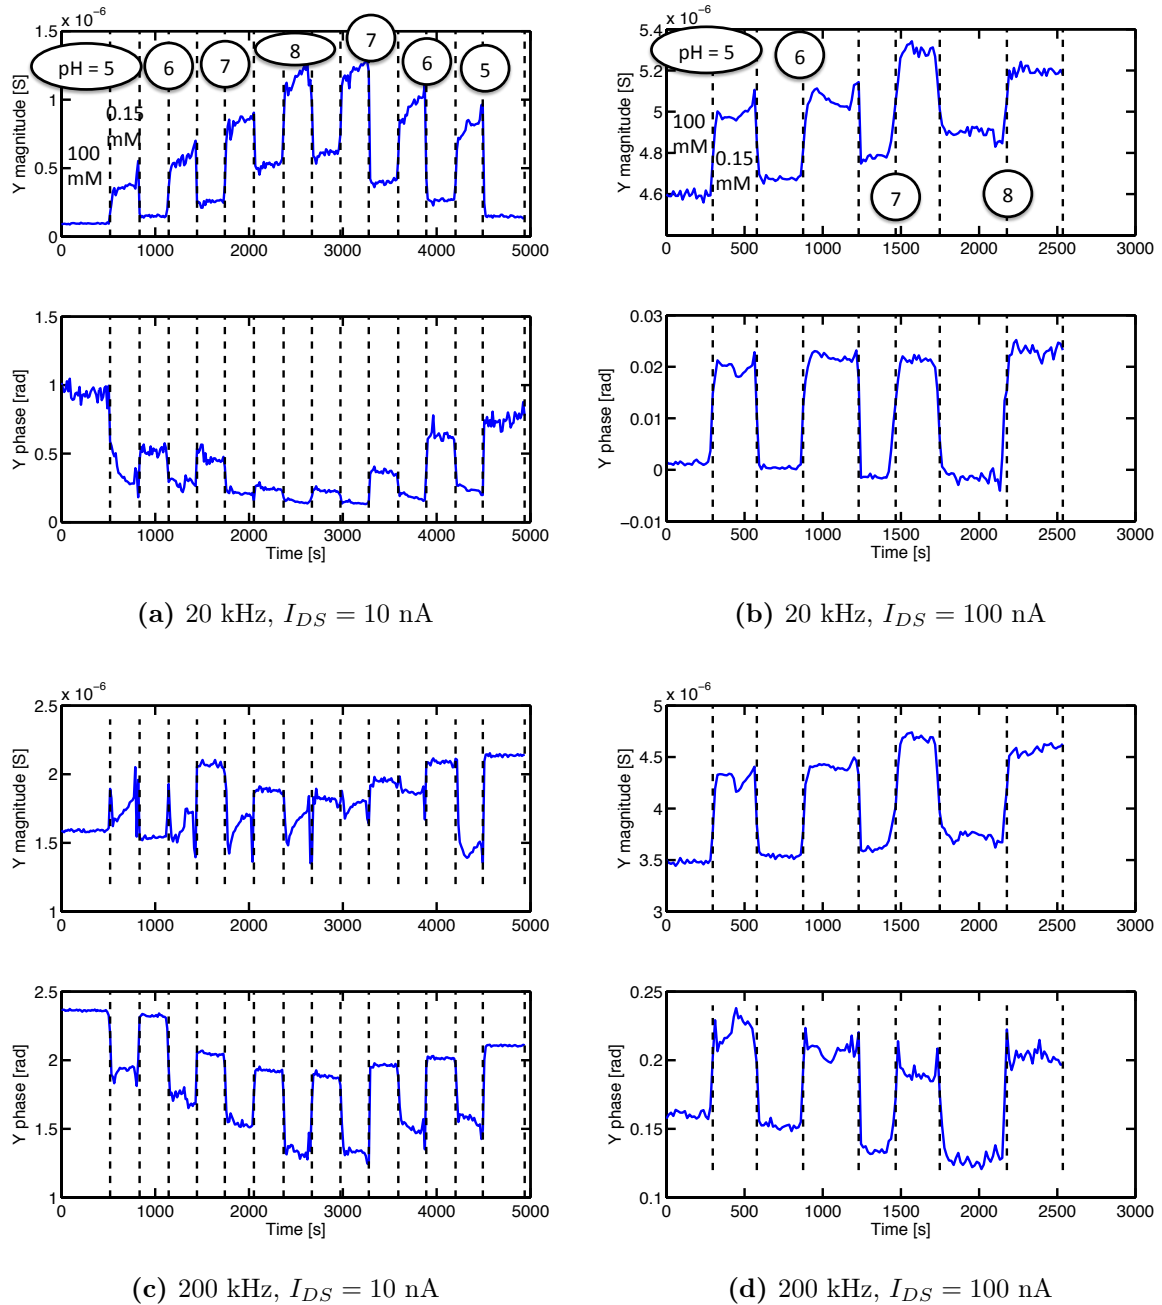 x 10⁻⁶
1.5
1
0.5
0
Y magnitude [S]
pH = 5
6
7
8
7
6
5
100
mM
0.15
mM
0 1000 2000 3000 4000 5000
1.5
1
0.5
0
Y phase [rad]
0 1000 2000 3000 4000 5000
Time [s]
(a) 20 kHz, I_DS = 10 nA
x 10⁻⁶
5.4
5.2
5
4.8
4.6
4.4
Y magnitude [S]
pH = 5
6
100
mM
0.15
mM
7
8
0 500 1000 1500 2000 2500 3000
0.03
0.02
0.01
0
−0.01
Y phase [rad]
0 500 1000 1500 2000 2500 3000
Time [s]
(b) 20 kHz, I_DS = 100 nA
x 10⁻⁶
2.5
2
1.5
1
Y magnitude [S]
0 1000 2000 3000 4000 5000
2.5
2
1.5
1
Y phase [rad]
0 1000 2000 3000 4000 5000
Time [s]
(c) 200 kHz, I_DS = 10 nA
x 10⁻⁶
5
4.5
4
3.5
3
Y magnitude [S]
0 500 1000 1500 2000 2500 3000
0.25
0.2
0.15
0.1
Y phase [rad]
0 500 1000 1500 2000 2500 3000
Time [s]
(d) 200 kHz, I_DS = 100 nA